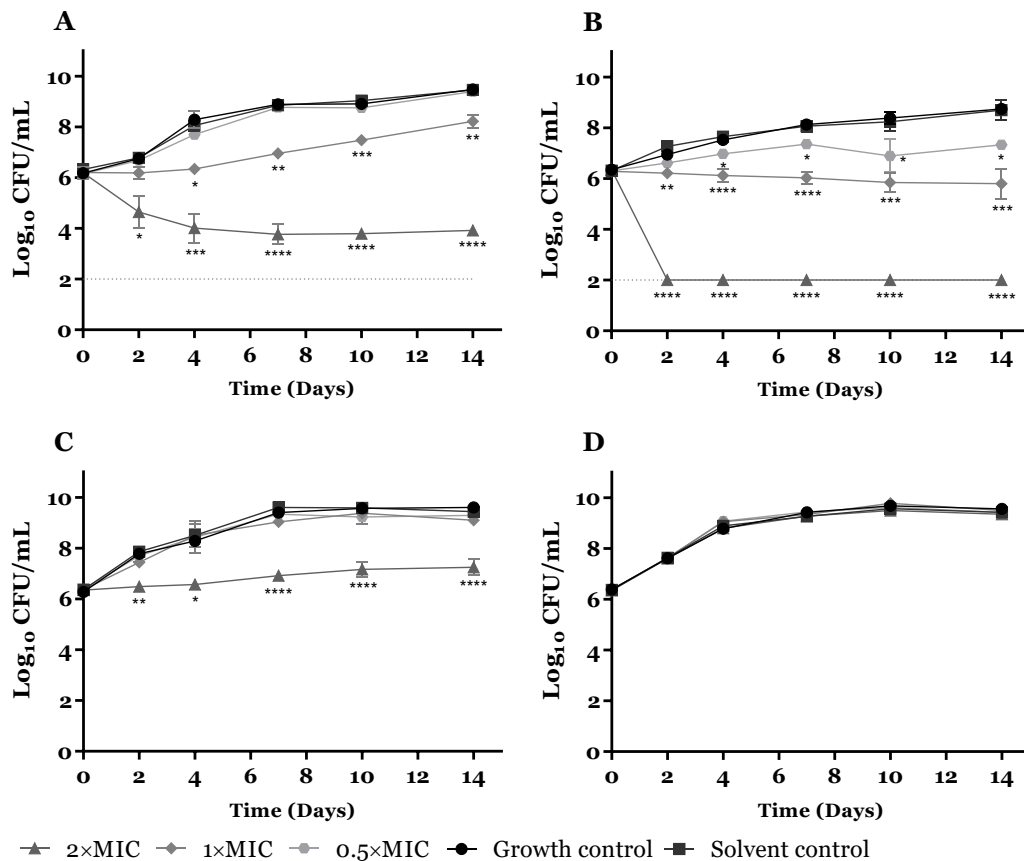 A
Log₁₀ CFU/mL
10
8
6
4
2
0
* *** **** **** ****
* ** *** **
0 2 4 6 8 10 12 14
Time (Days)
B
Log₁₀ CFU/mL
10
8
6
4
2
0
* * * *
** **** **** *** ***
**** **** **** **** ****
0 2 4 6 8 10 12 14
Time (Days)
C
Log₁₀ CFU/mL
10
8
6
4
2
0
** * **** **** ****
0 2 4 6 8 10 12 14
Time (Days)
D
Log₁₀ CFU/mL
10
8
6
4
2
0
0 2 4 6 8 10 12 14
Time (Days)
2×MIC 1×MIC 0.5×MIC Growth control Solvent control